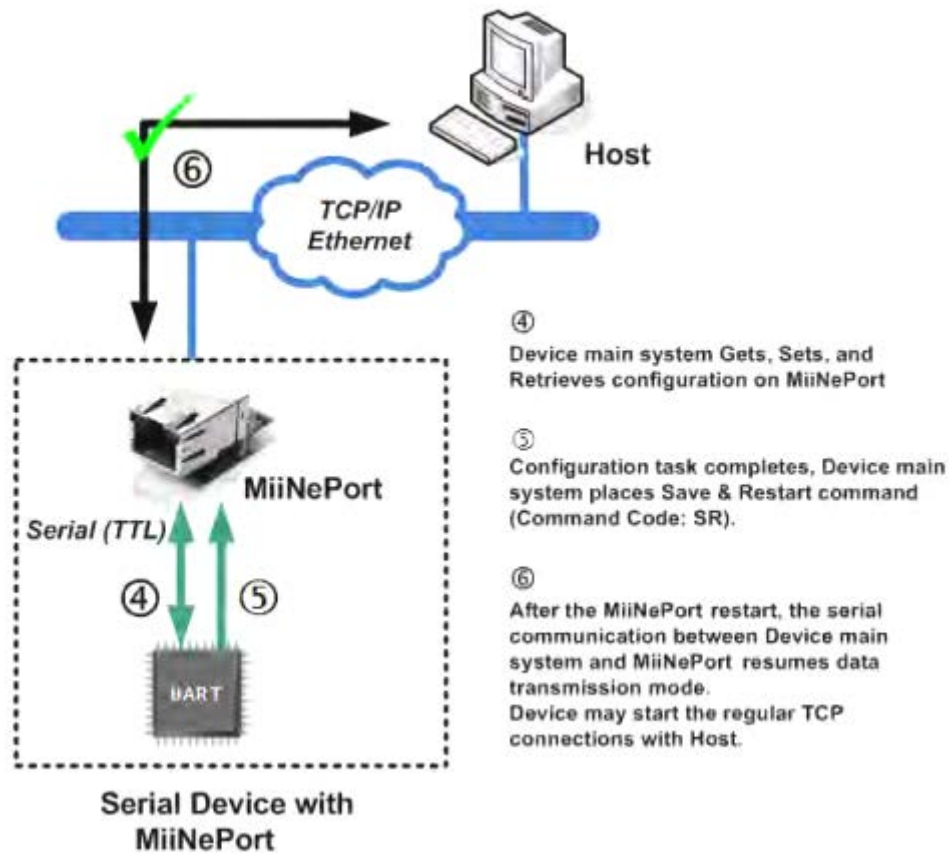 Host
⑥
TCP/IP
Ethernet
④
Device main system Gets, Sets, and
Retrieves configuration on MiiNePort
⑤
Configuration task completes, Device main
system places Save & Restart command
(Command Code: SR).
⑥
After the MiiNePort restart, the serial
communication between Device main
system and MiiNePort resumes data
transmission mode.
Device may start the regular TCP
connections with Host.
MiiNePort
Serial (TTL)
④
⑤
UART
Serial Device with
MiiNePort